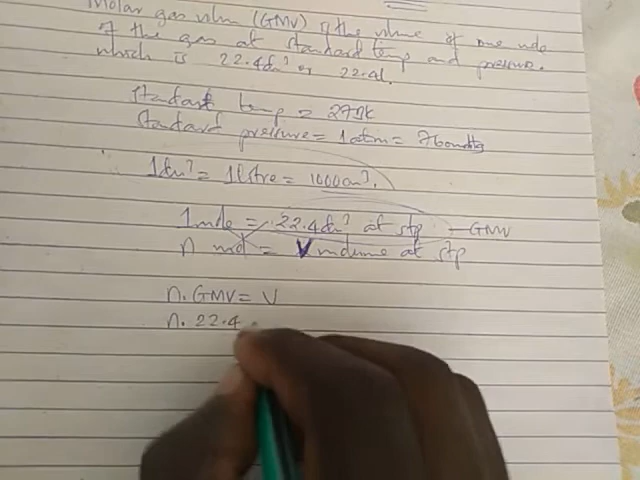 Molar gas volume (GMV) is the volume of one mole
of the gas at standard temp and pressure.
which is 22.4dm³ or 22.4L.
standard temp = 273k
standard pressure = 1atm = 760mmHg
1dm³ = 1litre = 1000cm³.
1mole = 22.4dm³ at stp — GMV
n mol = V volume at stp
n. GMV = V
n. 22.4